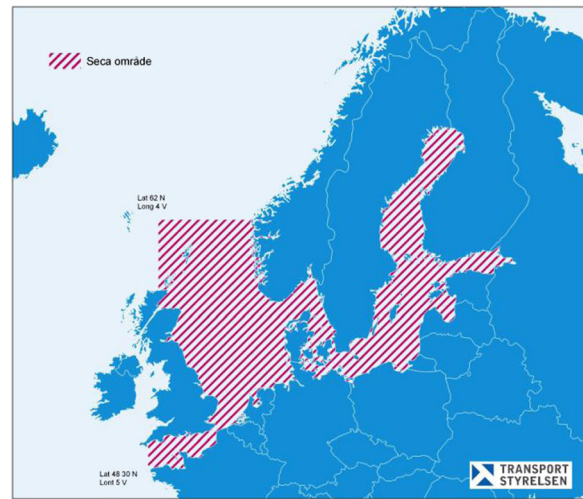 Seca område
Lat 62 N
Long 4 V
Lat 48 30 N
Lont 5 V
TRANSPORT
STYRELSEN